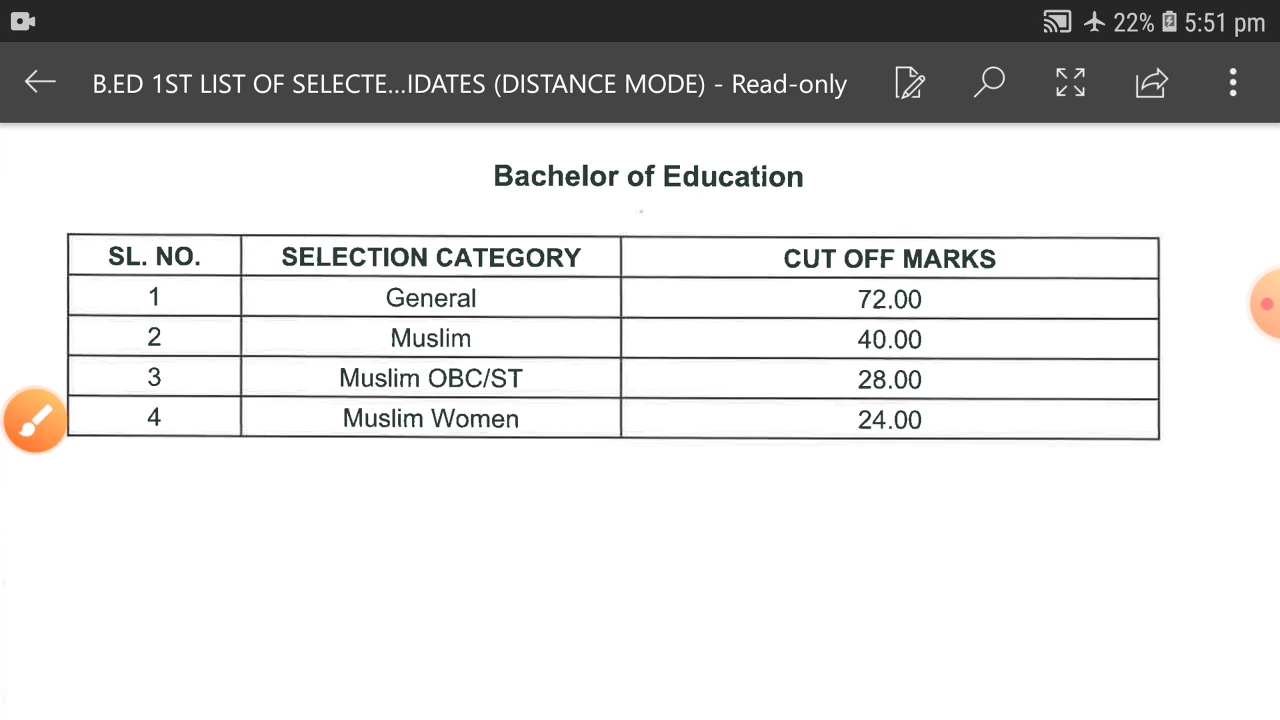 22% 5:51 pm
B.ED 1ST LIST OF SELECTE...IDATES (DISTANCE MODE) - Read-only
Bachelor of Education
SL. NO. SELECTION CATEGORY CUT OFF MARKS
1 General 72.00
2 Muslim 40.00
3 Muslim OBC/ST 28.00
4 Muslim Women 24.00